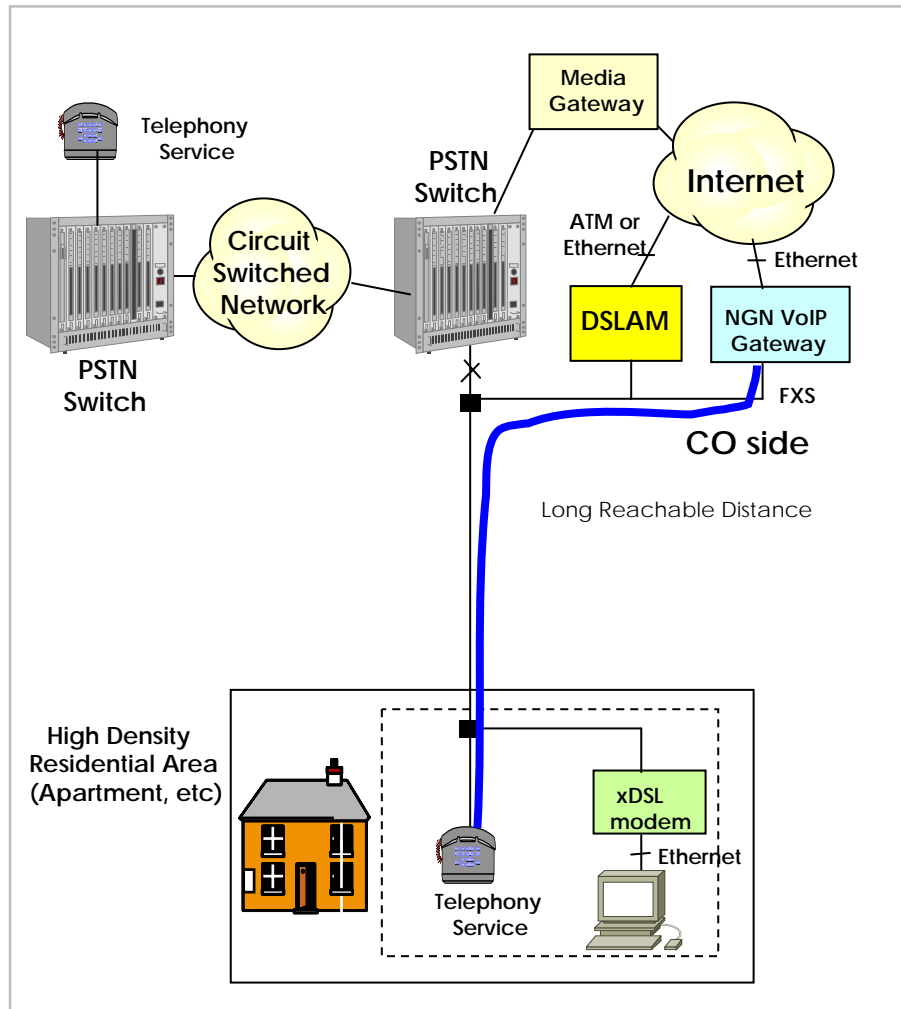 Media
Gateway
Telephony
Service
PSTN
Switch
Internet
Circuit
Switched
Network
ATM or
Ethernet
Ethernet
DSLAM
NGN VoIP
Gateway
PSTN
Switch
FXS
CO side
Long Reachable Distance
High Density
Residential Area
(Apartment, etc)
xDSL
modem
Ethernet
Telephony
Service